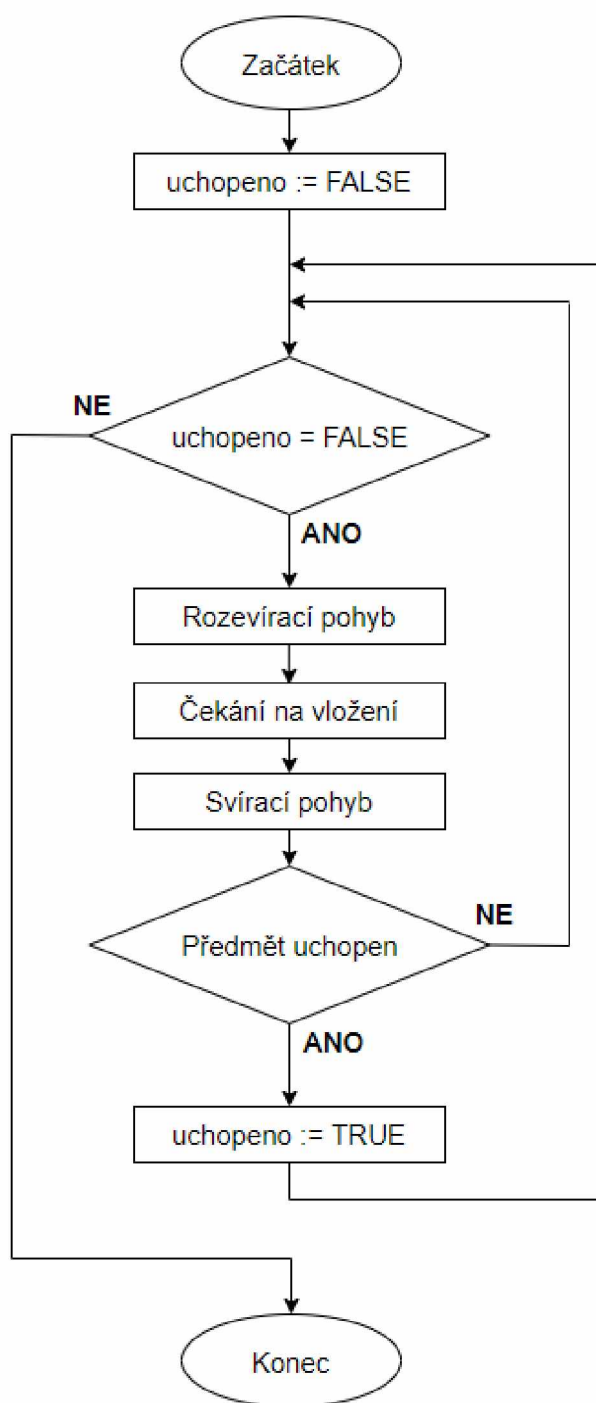 Začátek
uchopeno := FALSE
NE
uchopeno = FALSE
ANO
Rozevírací pohyb
Čekání na vložení
Svírací pohyb
NE
Předmět uchopen
ANO
uchopeno := TRUE
Konec